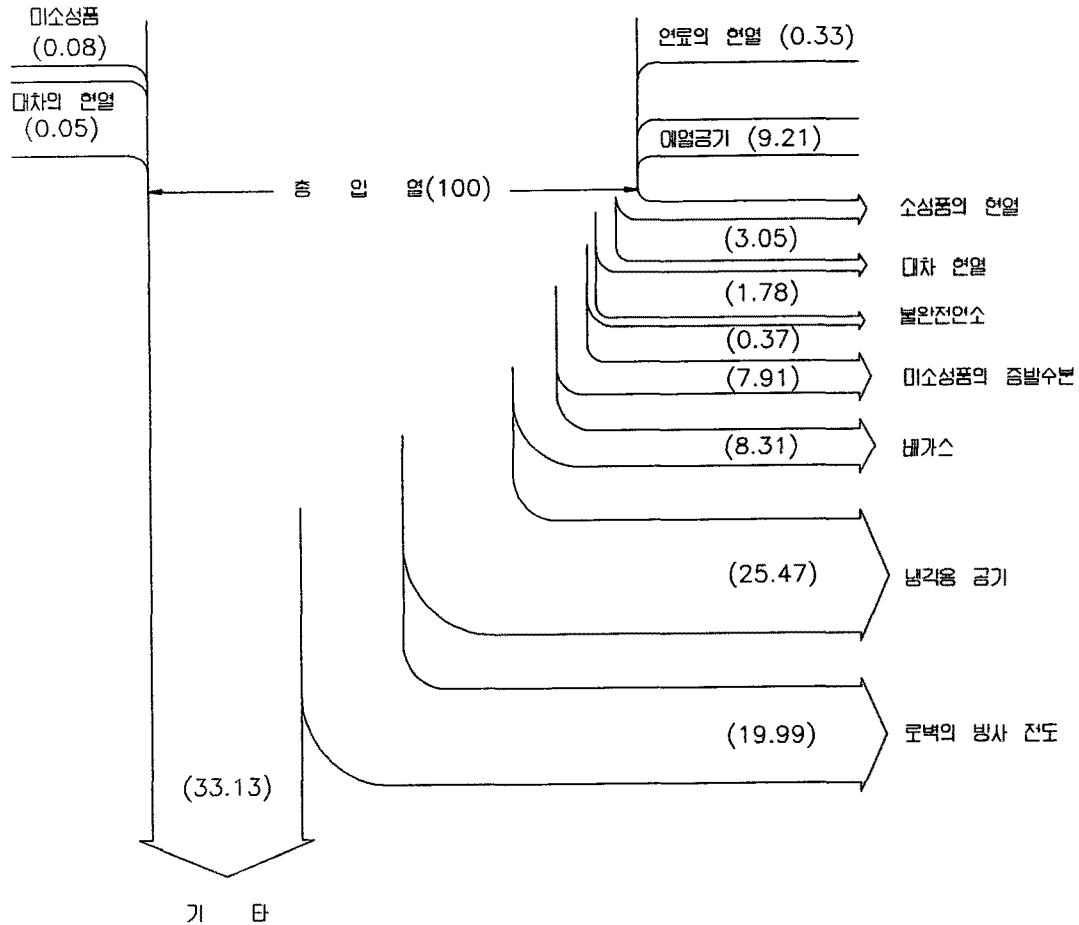 미소성품
(0.08)
대차의 현열
(0.05)
연료의 현열 (0.33)
예열공기 (9.21)
총 입 열(100)
소성품의 현열
(3.05)
대차 현열
(1.78)
불완전연소
(0.37)
미소성품의 증발수분
(7.91)
배가스
(8.31)
냉각용 공기
(25.47)
로벽의 방사 전도
(19.99)
(33.13)
기 타